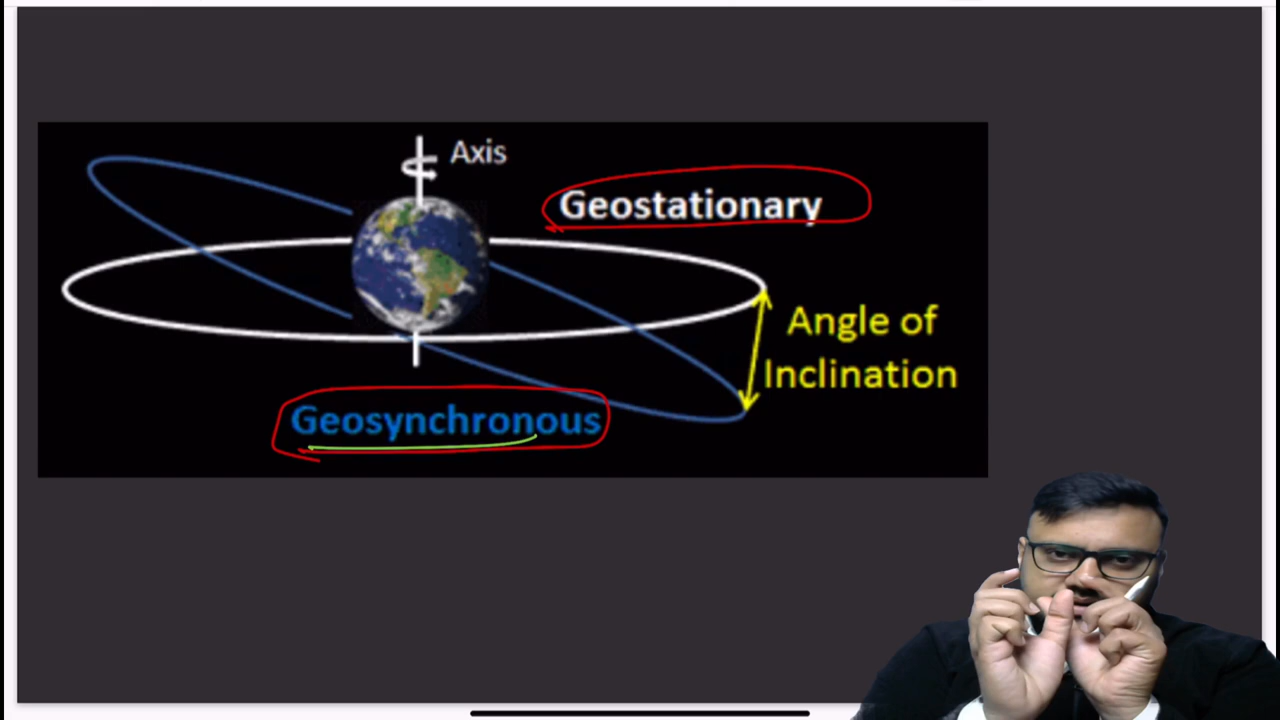 Axis
Geostationary
Angle of
Inclination
Geosynchronous